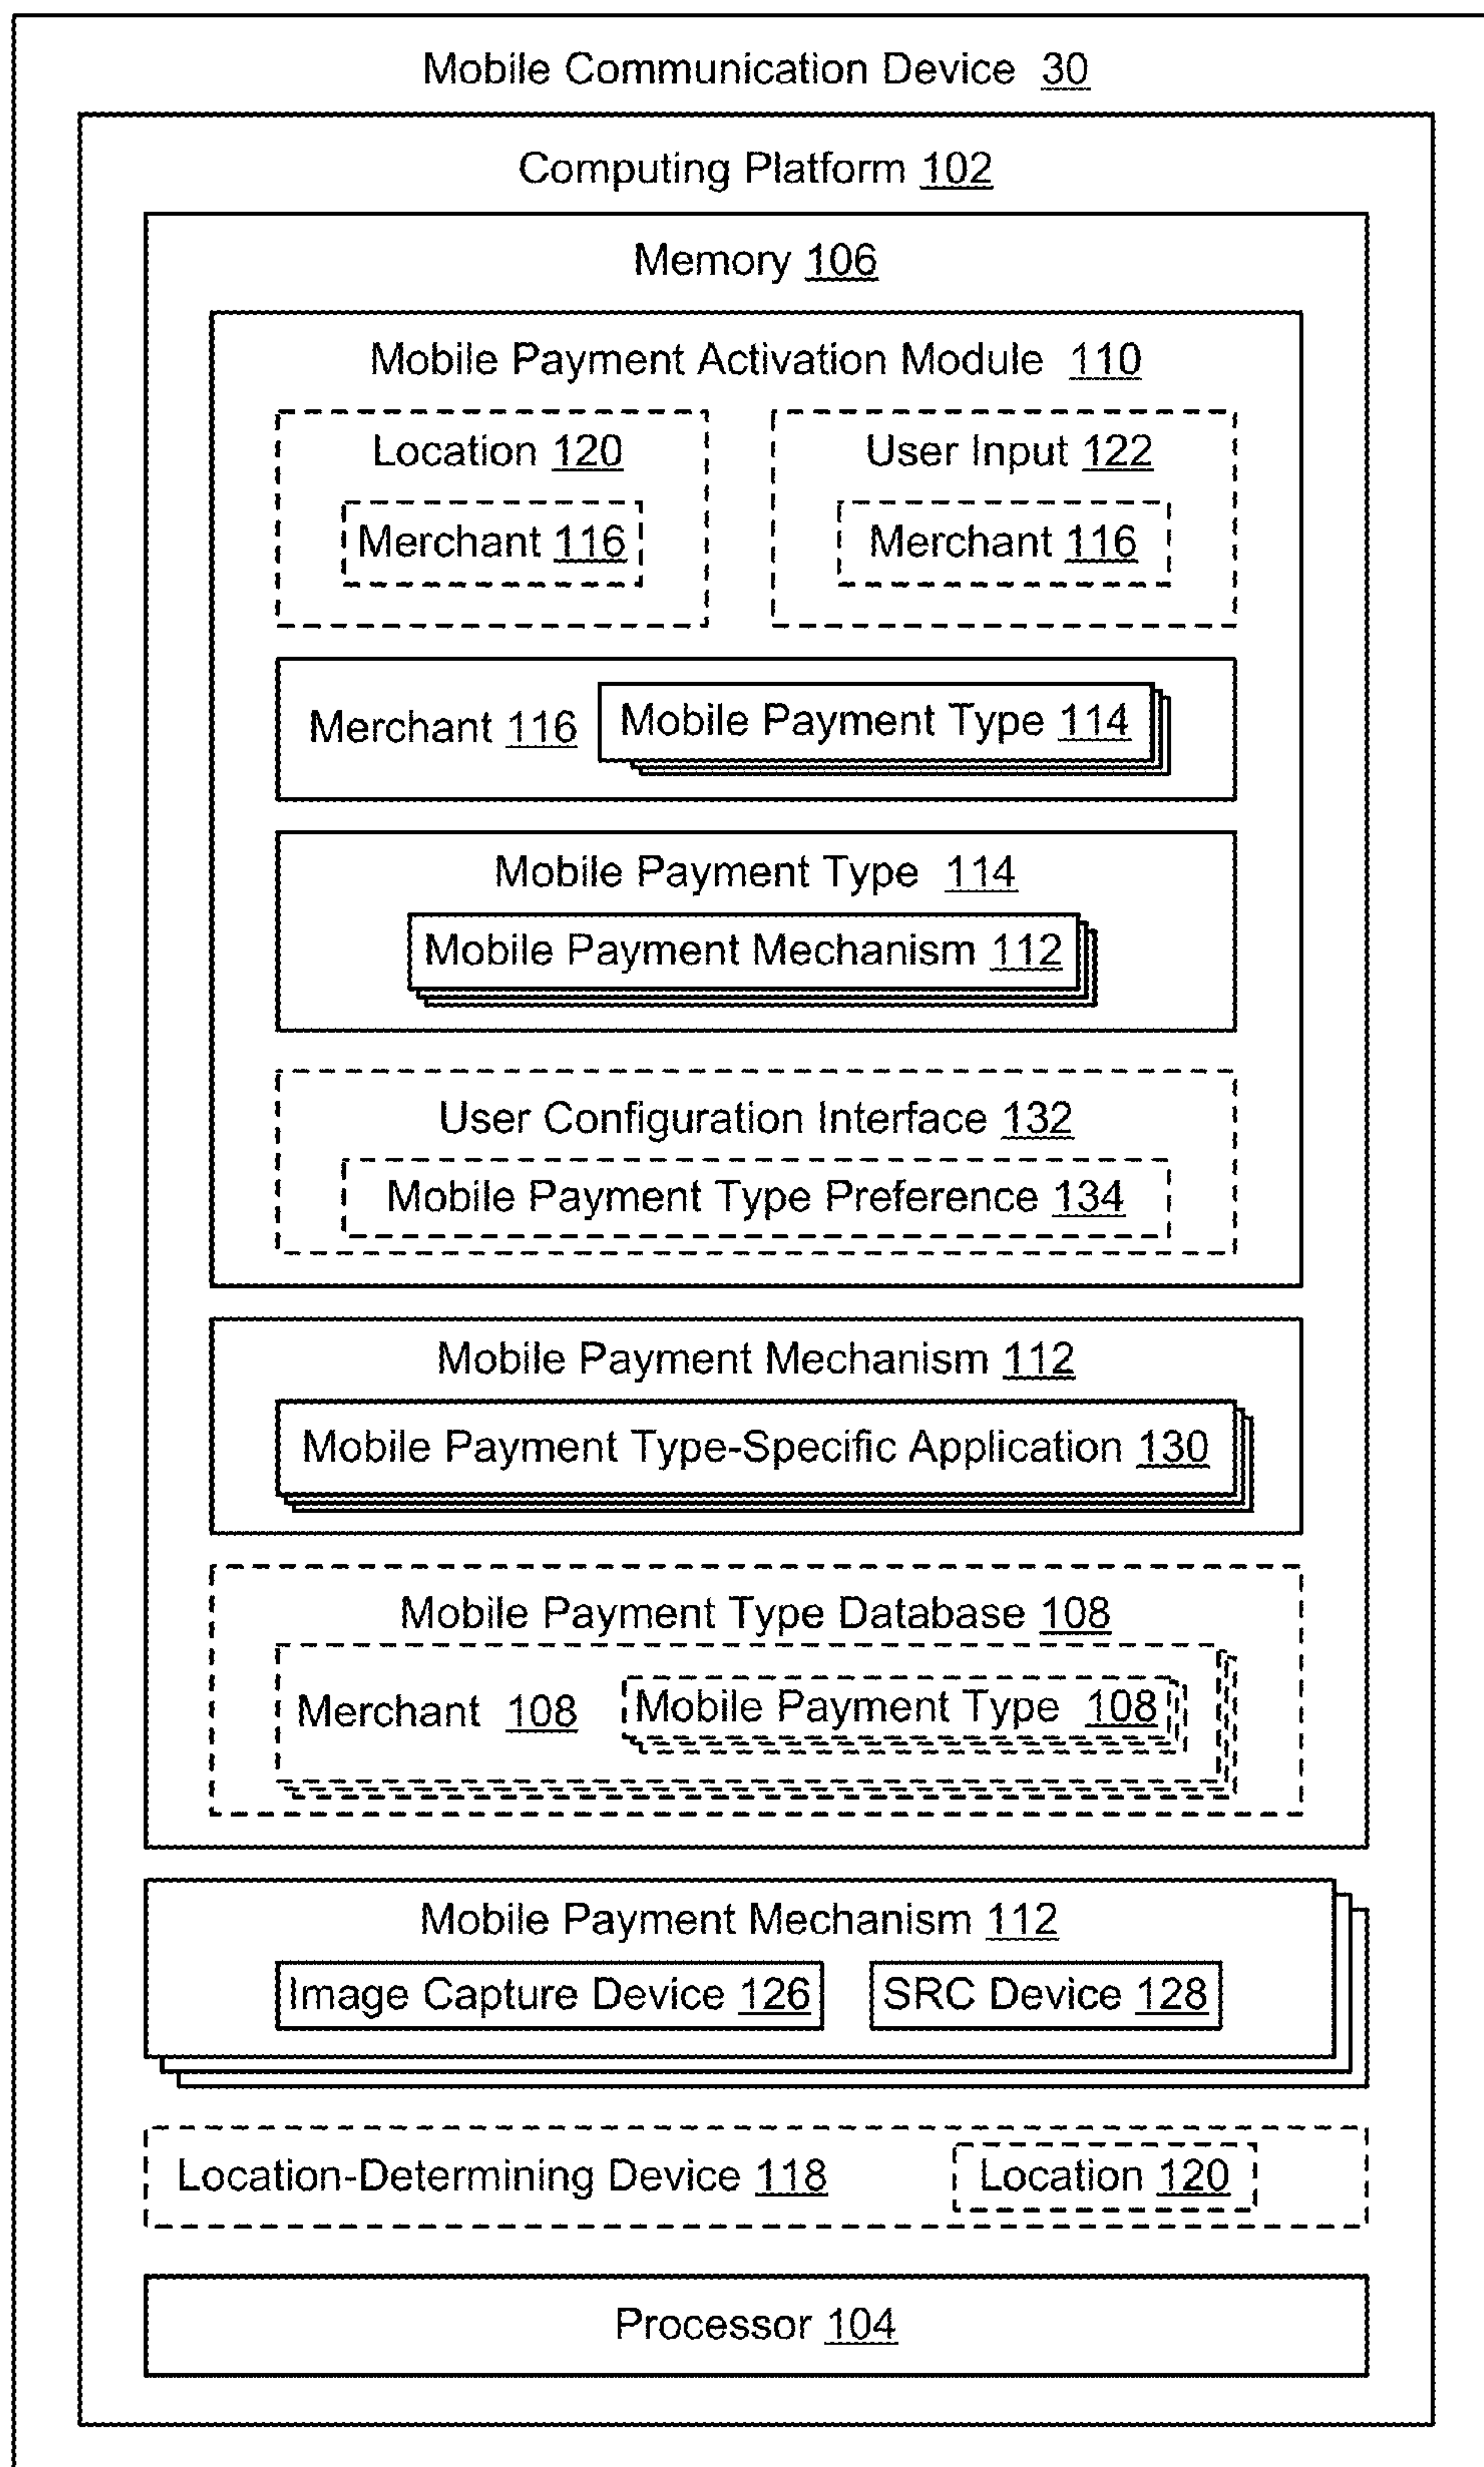 Mobile Communication Device 30
Computing Platform 102
Memory 106
Mobile Payment Activation Module 110
Location 120
Merchant 116
User Input 122
Merchant 116
Merchant 116
Mobile Payment Type 114
Mobile Payment Type 114
Mobile Payment Mechanism 112
User Configuration Interface 132
Mobile Payment Type Preference 134
Mobile Payment Mechanism 112
Mobile Payment Type-Specific Application 130
Mobile Payment Type Database 108
Merchant 108
Mobile Payment Type 108
Mobile Payment Mechanism 112
Image Capture Device 126
SRC Device 128
Location-Determining Device 118
Location 120
Processor 104